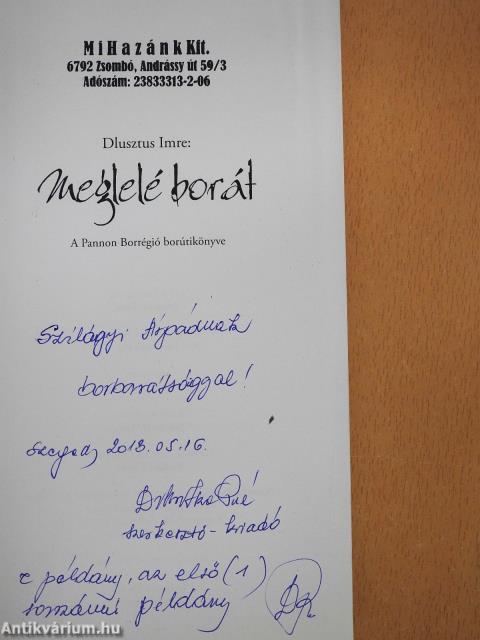 MiHazánk Kft.
6792 Zsombó, Andrássy út 59/3
Adószám: 23833313-2-06
Dlusztus Imre:
Meglelé borát
A Pannon Borrégió borútikönyve
Szilágyi Árpádnak
borbarátsággal!
Szeged, 2013.05.16.
szerkesztő - kiadó
e példány, az első (1)
sorszámú példány
Antikvárium.hu